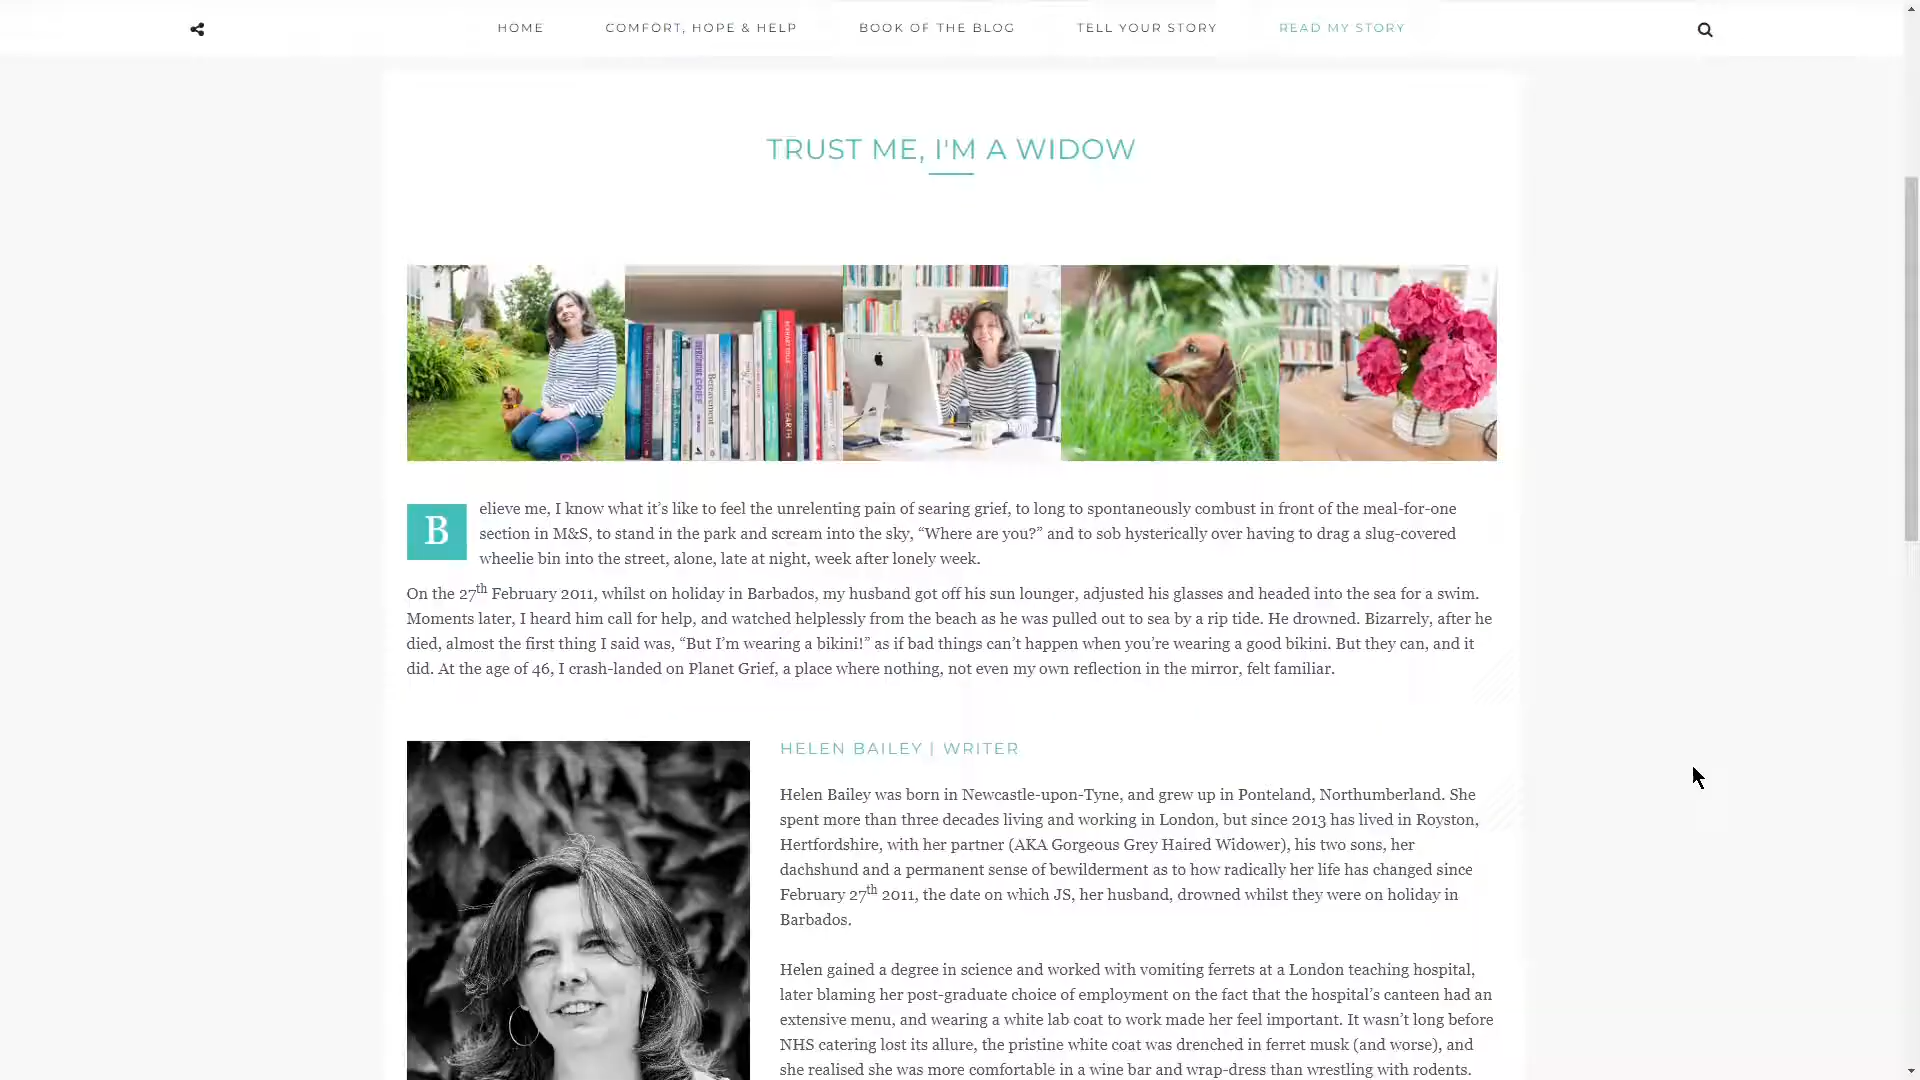 HOME COMFORT, HOPE & HELP BOOK OF THE BLOG TELL YOUR STORY READ MY STORY
TRUST ME, I'M A WIDOW
Believe me, I know what it’s like to feel the unrelenting pain of searing grief, to long to spontaneously combust in front of the meal-for-one
section in M&S, to stand in the park and scream into the sky, “Where are you?” and to sob hysterically over having to drag a slug-covered
wheelie bin into the street, alone, late at night, week after lonely week.
On the 27th February 2011, whilst on holiday in Barbados, my husband got off his sun lounger, adjusted his glasses and headed into the sea for a swim.
Moments later, I heard him call for help, and watched helplessly from the beach as he was pulled out to sea by a rip tide. He drowned. Bizarrely, after he
died, almost the first thing I said was, “But I’m wearing a bikini!” as if bad things can’t happen when you’re wearing a good bikini. But they can, and it
did. At the age of 46, I crash-landed on Planet Grief, a place where nothing, not even my own reflection in the mirror, felt familiar.
HELEN BAILEY | WRITER
Helen Bailey was born in Newcastle-upon-Tyne, and grew up in Ponteland, Northumberland. She
spent more than three decades living and working in London, but since 2013 has lived in Royston,
Hertfordshire, with her partner (AKA Gorgeous Grey Haired Widower), his two sons, her
dachshund and a permanent sense of bewilderment as to how radically her life has changed since
February 27th 2011, the date on which JS, her husband, drowned whilst they were on holiday in
Barbados.
Helen gained a degree in science and worked with vomiting ferrets at a London teaching hospital,
later blaming her post-graduate choice of employment on the fact that the hospital’s canteen had an
extensive menu, and wearing a white lab coat to work made her feel important. It wasn’t long before
NHS catering lost its allure, the pristine white coat was drenched in ferret musk (and worse), and
she realised she was more comfortable in a wine bar and wrap-dress than wrestling with rodents.